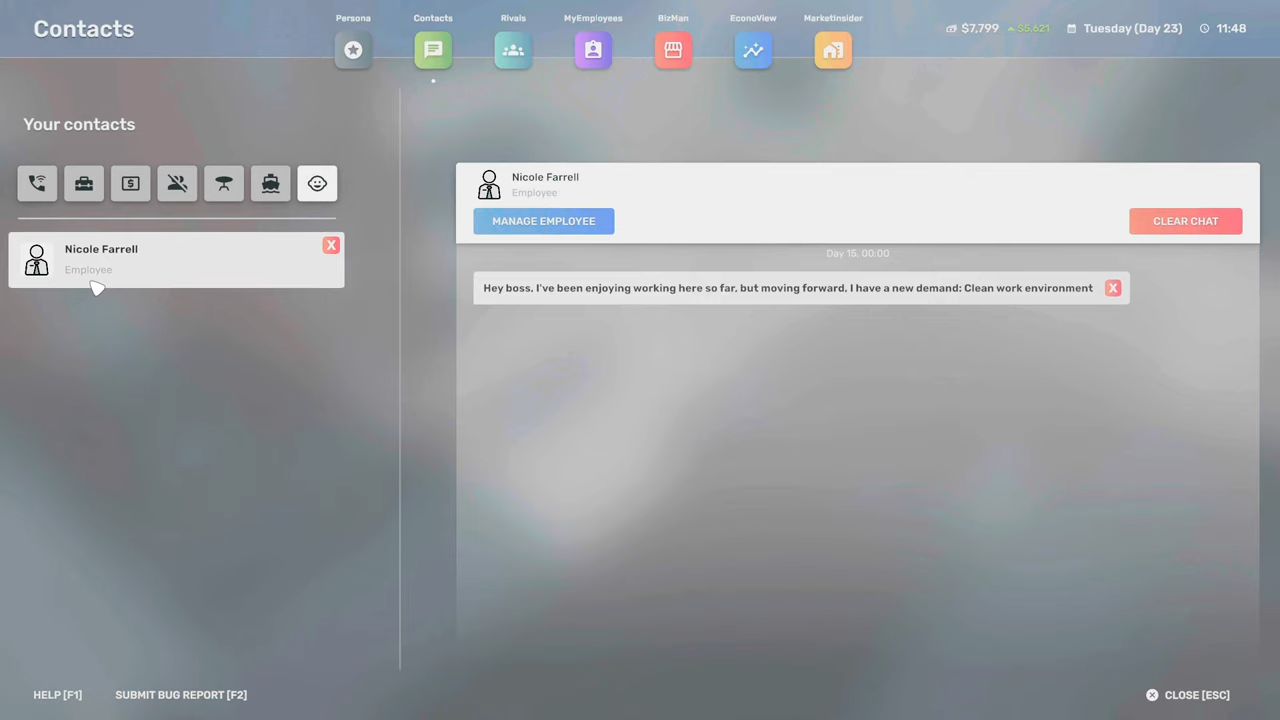 Contacts
Persona
Contacts
Rivals
MyEmployees
BizMan
EconoView
MarketInsider
$7,799
$5,621
Tuesday (Day 23)
11:48
Your contacts
Nicole Farrell
Employee
X
Nicole Farrell
Employee
MANAGE EMPLOYEE
CLEAR CHAT
Day 15, 00:00
Hey boss, I've been enjoying working here so far, but moving forward, I have a new demand: Clean work environment
X
HELP [F1]
SUBMIT BUG REPORT [F2]
CLOSE [ESC]